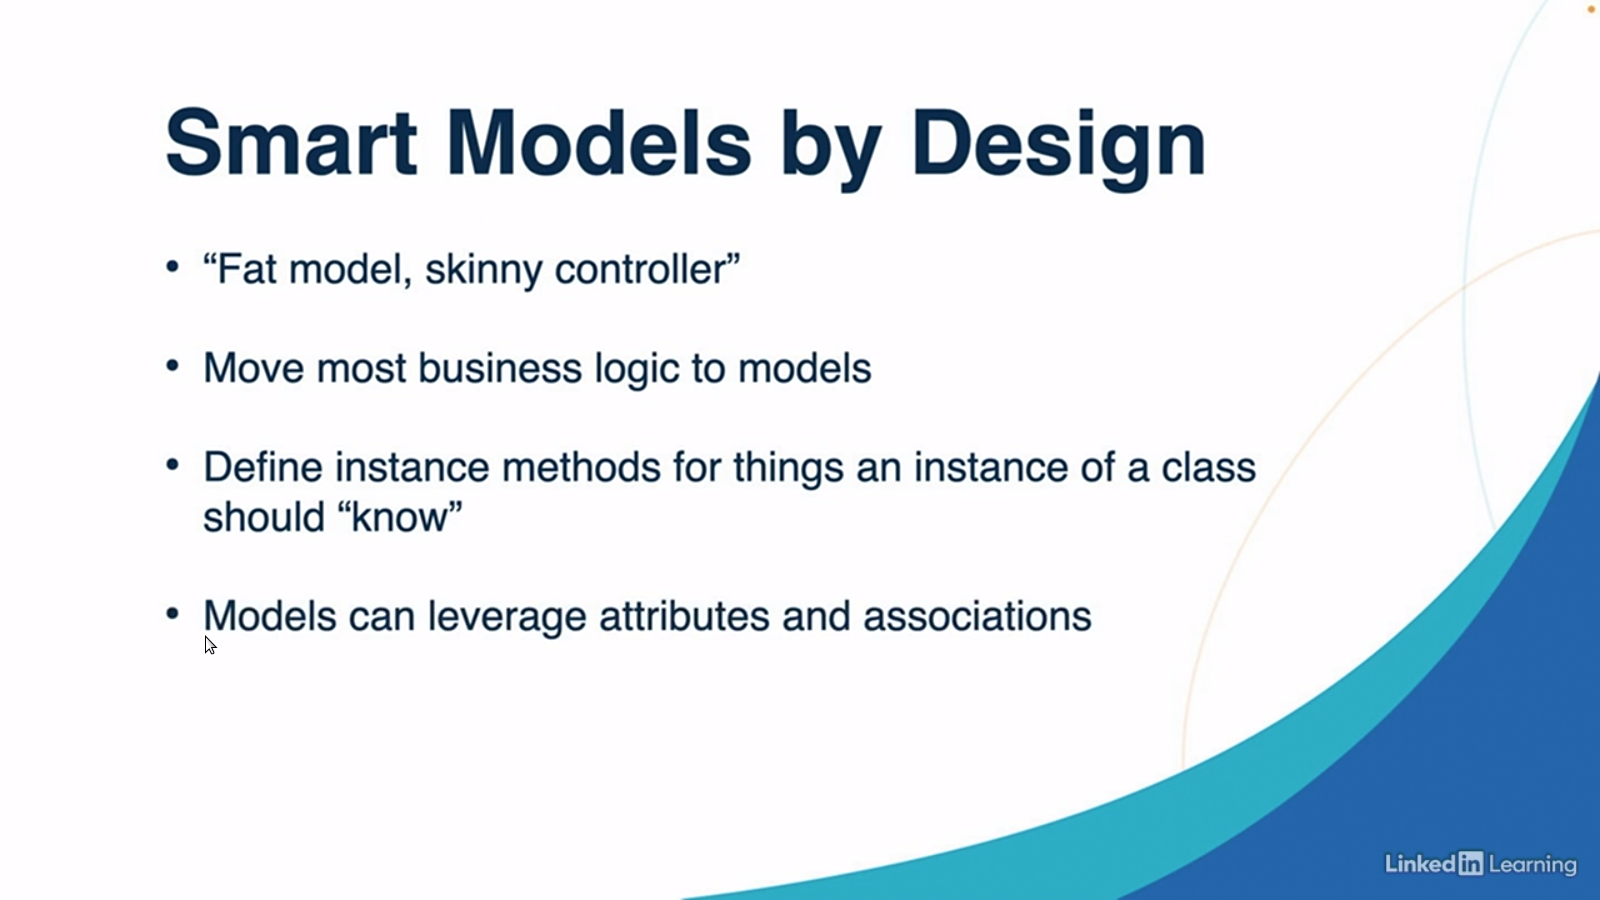 Smart Models by Design
• “Fat model, skinny controller”
• Move most business logic to models
• Define instance methods for things an instance of a class
should “know”
• Models can leverage attributes and associations
Linked in Learning